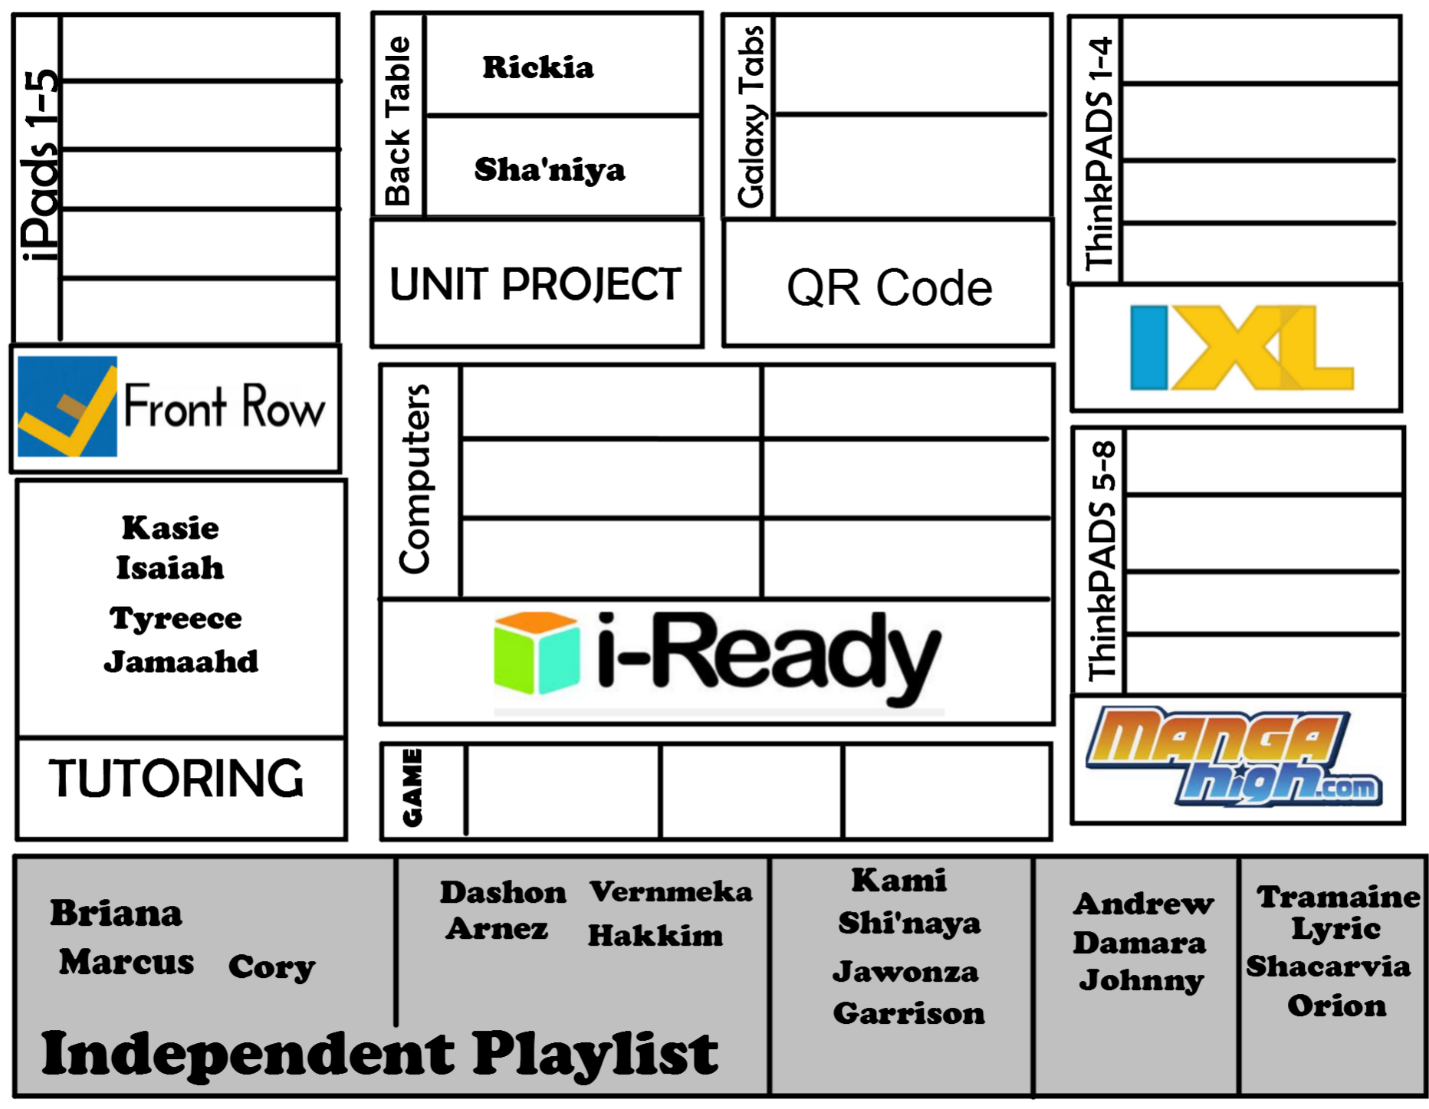 iPads 1-5
Front Row
Back Table
Rickia
Sha'niya
UNIT PROJECT
Galaxy Tabs
QR Code
ThinkPADS 1-4
IXL
Kasie
Isaiah
Tyreece
Jamaahd
TUTORING
Computers
i-Ready
ThinkPADS 5-8
MANGA
high.com
GAME
Briana
Marcus Cory
Dashon Vernmeka
Arnez Hakkim
Independent Playlist
Kami
Shi'naya
Jawonza
Garrison
Andrew
Damara
Johnny
Tramaine
Lyric
Shacarvia
Orion